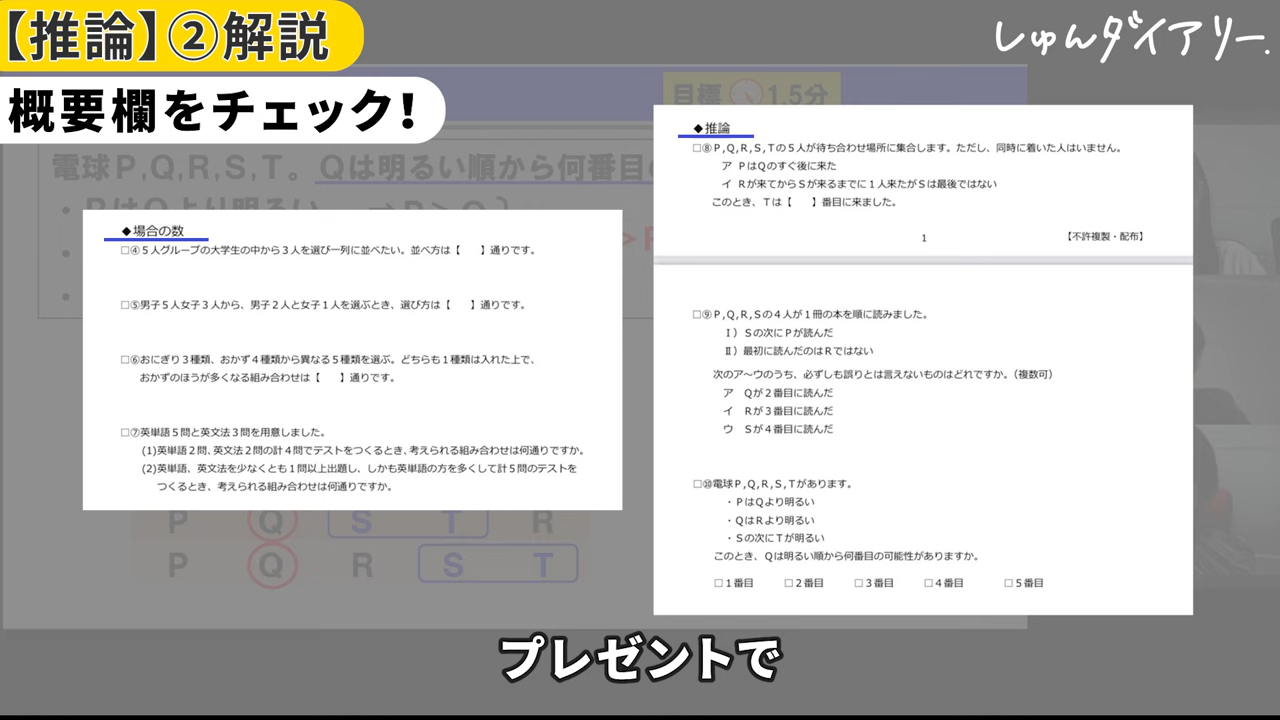 【推論】②解説
しゅんダイアリー.
概要欄をチェック！
目標 1.5分
電球Ｐ,Ｑ,Ｒ,Ｓ,Ｔ。Ｑは明るい順から何番目の
◆場合の数
□④５人グループの大学生の中から３人を選び一列に並べたい。並べ方は【　　】通りです。
□⑤男子５人女子３人から、男子２人と女子１人を選ぶとき、選び方は【　　】通りです。
□⑥おにぎり３種類、おかず４種類から異なる５種類を選ぶ。どちらも１種類は入れた上で、
おかずのほうが多くなる組み合わせは【　　】通りです。
□⑦英単語５問と英文法３問を用意しました。
(1)英単語２問、英文法２問の計４問でテストをつくるとき、考えられる組み合わせは何通りですか。
(2)英単語、英文法を少なくとも１問以上出題し、しかも英単語の方を多くして計５問のテストを
つくるとき、考えられる組み合わせは何通りですか。
◆推論
□⑧Ｐ,Ｑ,Ｒ,Ｓ,Ｔの５人が待ち合わせ場所に集合します。ただし、同時に着いた人はいません。
ア　ＰはＱのすぐ後に来た
イ　Ｒが来てからＳが来るまでに１人来たがＳは最後ではない
このとき、Ｔは【　　】番目に来ました。
1
【不許複製・配布】
□⑨Ｐ,Ｑ,Ｒ,Ｓの４人が１冊の本を順に読みました。
Ⅰ）Ｓの次にＰが読んだ
Ⅱ）最初に読んだのはＲではない
次のア～ウのうち、必ずしも誤りとは言えないものはどれですか。（複数可）
ア　Ｑが２番目に読んだ
イ　Ｒが３番目に読んだ
ウ　Ｓが４番目に読んだ
□⑩電球Ｐ,Ｑ,Ｒ,Ｓ,Ｔがあります。
・ＰはＱより明るい
・ＱはＲより明るい
・Ｓの次にＴが明るい
このとき、Ｑは明るい順から何番目の可能性がありますか。
□１番目　□２番目　□３番目　□４番目　□５番目
P Q S T R
P Q R S T
プレゼントで